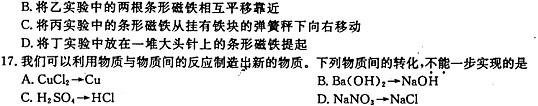 B. 将乙实验中的两根条形磁铁相互平移靠近
C. 将丙实验中的条形磁铁从挂有铁块的弹簧秤下向右移动
D. 将丁实验中放在一堆大头针上的条形磁铁提起
17. 我们可以利用物质与物质间的反应制造出新的物质。下列物质间的转化，不能一步实现的是
A. CuCl₂→Cu B. Ba(OH)₂→NaOH
C. H₂SO₄→HCl D. NaNO₃→NaCl